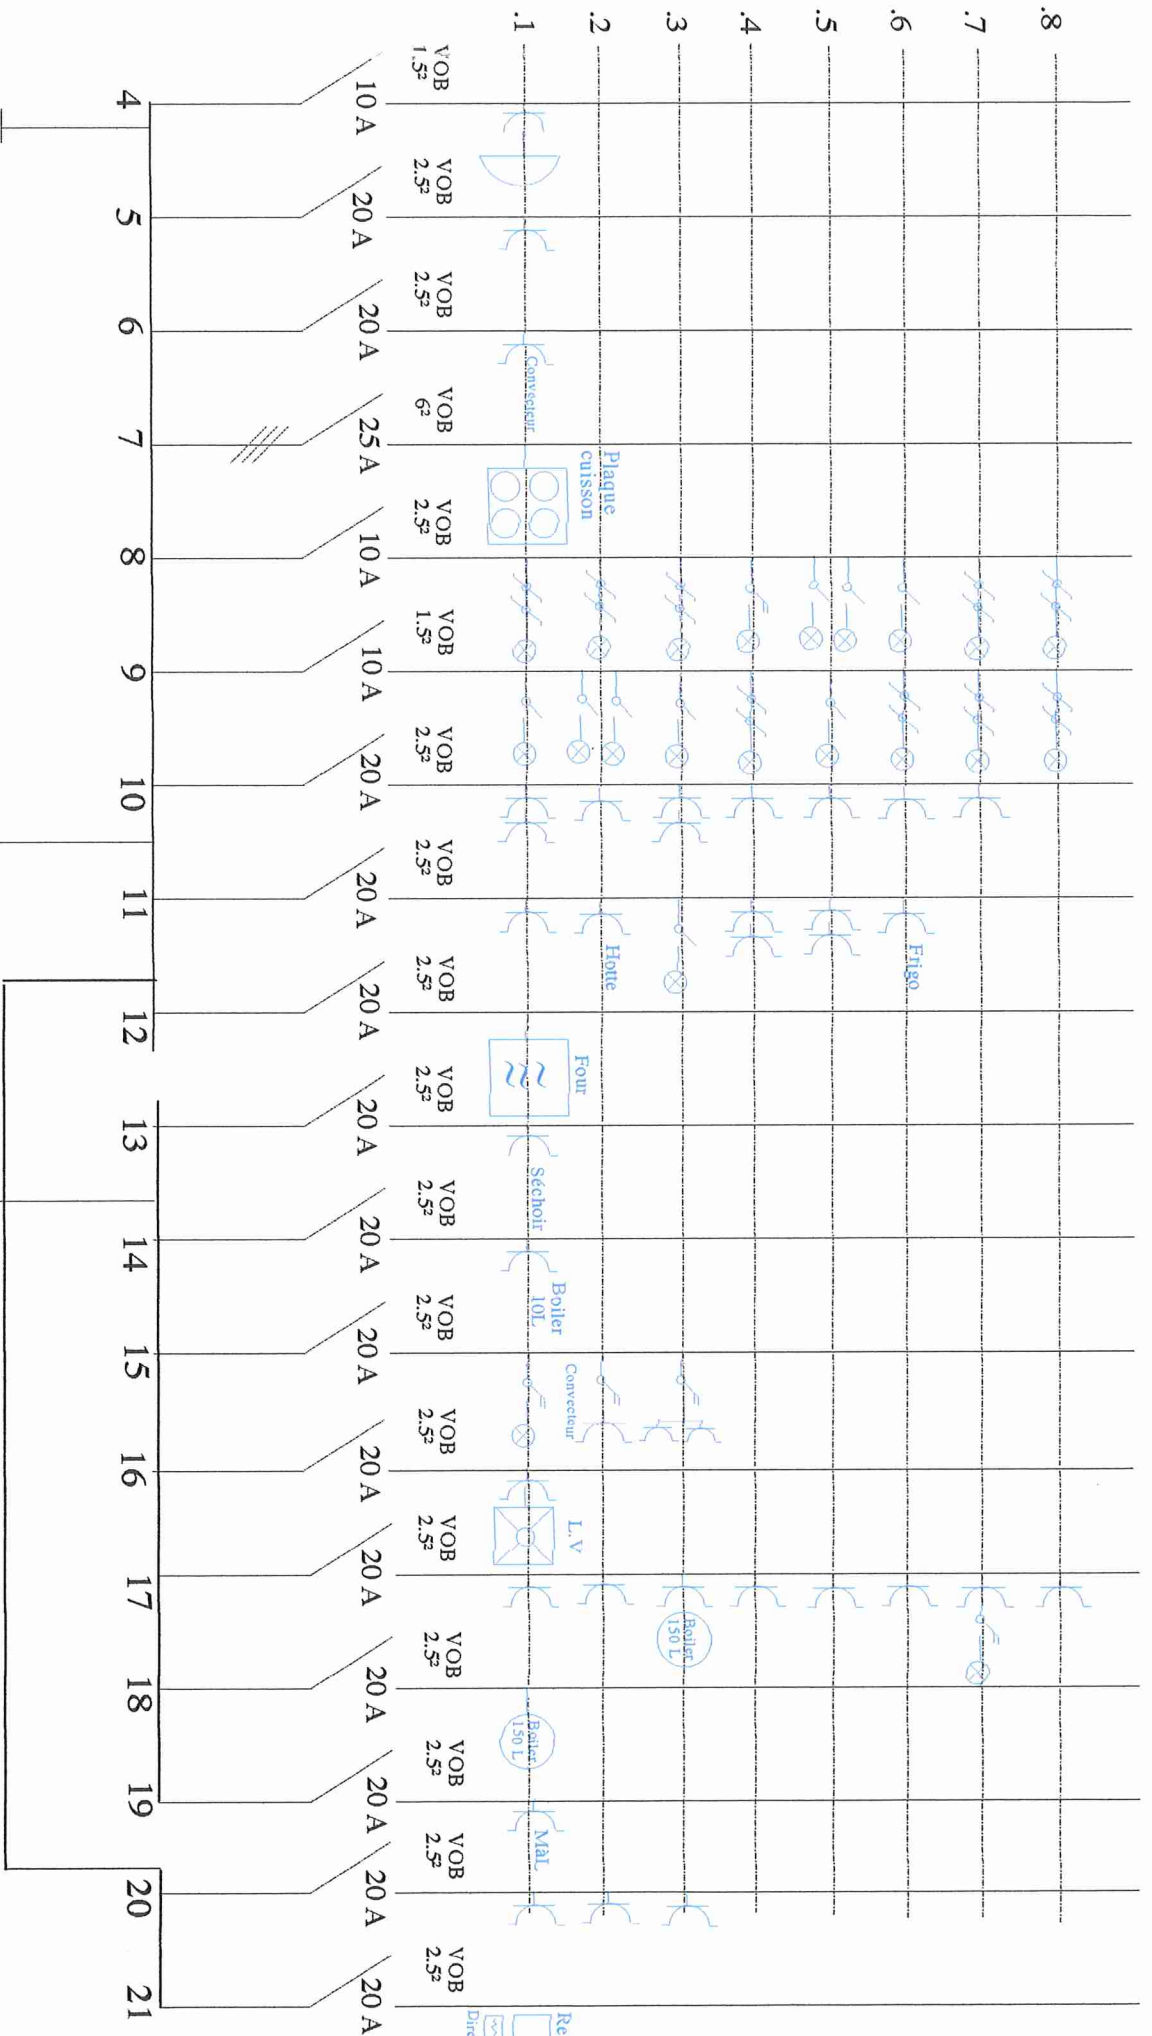 .8
.7
.6
Frigo
.5
.4
.3
Boiler
150 L
.2
Plaque
cuisson
Hotte
Four
Convecteur
L.V
.1
Convecteur
Séchoir
Boiler
10L
Boiler
150 L
MàL
Re
Dire
VOB 1.5²
VOB 2.5²
VOB 2.5²
VOB 6²
VOB 2.5²
VOB 1.5²
VOB 2.5²
VOB 2.5²
VOB 2.5²
VOB 2.5²
VOB 2.5²
VOB 2.5²
VOB 2.5²
VOB 2.5²
VOB 2.5²
VOB 2.5²
VOB 2.5²
VOB 2.5²
10 A 20 A 20 A 25 A 10 A 10 A 20 A 20 A 20 A 20 A 20 A 20 A 20 A 20 A 20 A 20 A 20 A 20 A
4 5 6 7 8 9 10 11 12 13 14 15 16 17 18 19 20 21